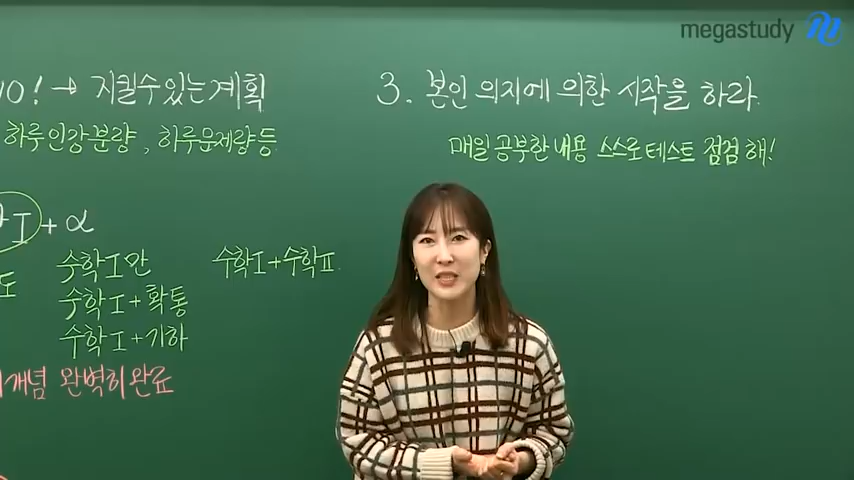 megastudy
NO! → 지킬수있는계획
하루인강분량, 하루문제량등
3. 본인 의지에 의한 시작을 하라.
매일공부한내용 스스로테스트 점검해!
I + α
수학I만
수학I+수학II.
도
수학I+확통
수학I+기하
개념 완벽히완료